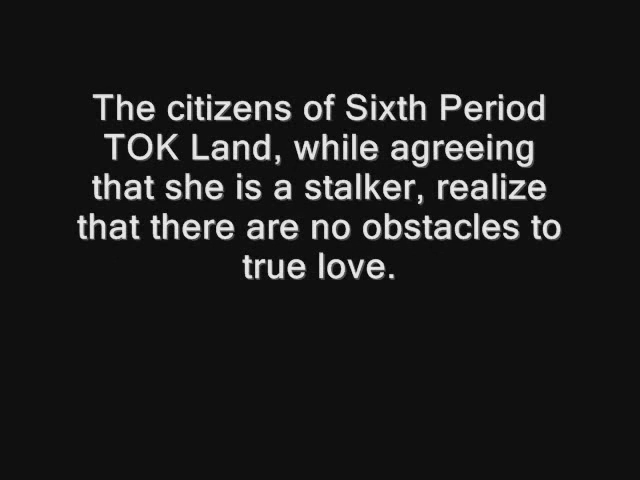 The citizens of Sixth Period
TOK Land, while agreeing
that she is a stalker, realize
that there are no obstacles to
true love.